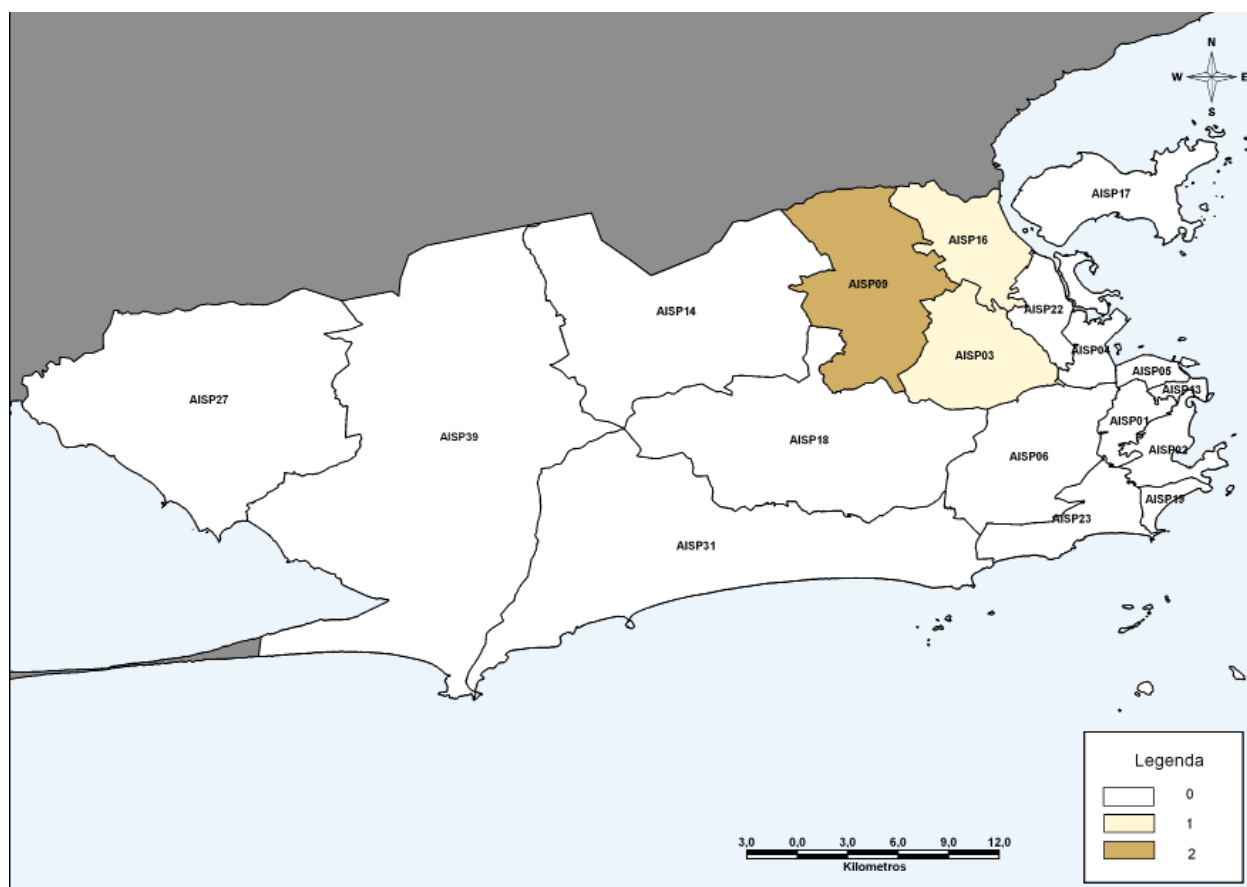 N
W E
S
AISP17
AISP16
AISP09
AISP22
AISP14
AISP04
AISP03
AISP05
AISP13
AISP27
AISP01
AISP39
AISP18
AISP02
AISP06
AISP19
AISP23
AISP31
Legenda
0
1
2
3,0 0,0 3,0 6,0 9,0 12,0
Kilometros